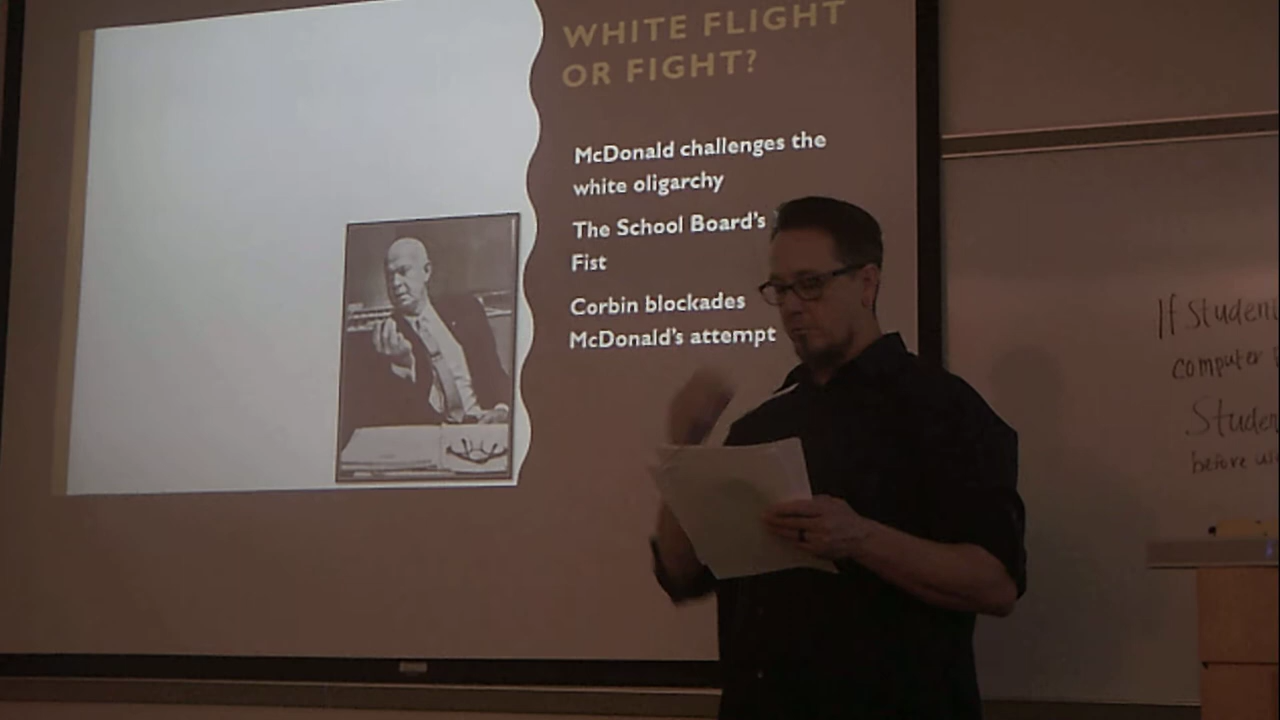 WHITE FLIGHT
OR FIGHT?
McDonald challenges the
white oligarchy
The School Board's
Fist
Corbin blockades
McDonald's attempt
If Student
computer
Studen
before